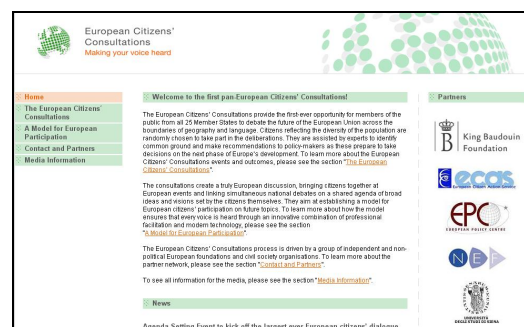 European Citizens'
Consultations
Making your voice heard
Home
The European Citizens'
Consultations
A Model for European
Participation
Contact and Partners
Media Information
Welcome to the first pan-European Citizens' Consultations!
The European Citizens' Consultations provide the first-ever opportunity for members of the
public from all 25 Member States to debate the future of the European Union across the
boundaries of geography and language. Citizens reflecting the diversity of the population are
randomly chosen to take part in the deliberations. They are assisted by experts to identify
common ground and make recommendations to policy-makers as these prepare to take
decisions on the next phase of Europe's development. To learn more about the European
Citizens' Consultations events and outcomes, please see the section "The European
Citizens' Consultations".
The consultations create a truly European discussion, bringing citizens together at
European events and linking simultaneous national debates on a shared agenda of broad
ideas and visions set by the citizens themselves. They aim at establishing a model for
European citizens' participation on future topics. To learn more about how the model
ensures that every voice is heard through an innovative combination of professional
facilitation and modern technology, please see the section
"A Model for European Participation".
The European Citizens' Consultations process is driven by a group of independent and non-
political European foundations and civil society organisations. To learn more about the
partner network, please see the section "Contact and Partners".
To see all information for the media, please see the section "Media Information".
News
Agenda Setting Event to kick off the largest ever European citizens' dialogue
Partners
King Baudouin
Foundation
ecas
European Citizen Action Service
EPC
EUROPEAN POLICY CENTRE
NEF
UNIVERSITÀ
DEGLI STUDI DI SIENA